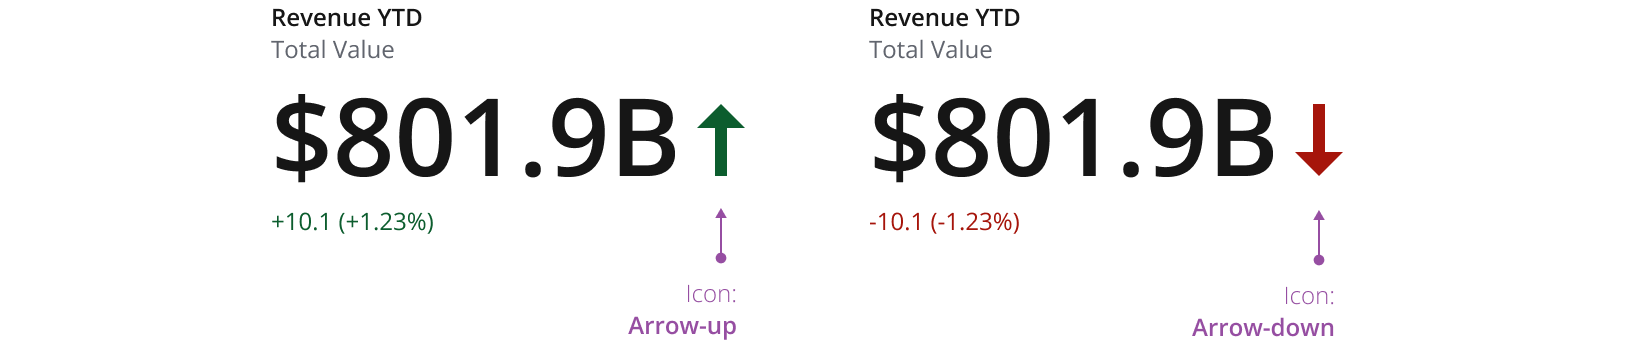 Revenue YTD
Total Value
$801.9B
+10.1 (+1.23%)
Icon:
Arrow-up
Revenue YTD
Total Value
$801.9B
-10.1 (-1.23%)
Icon:
Arrow-down